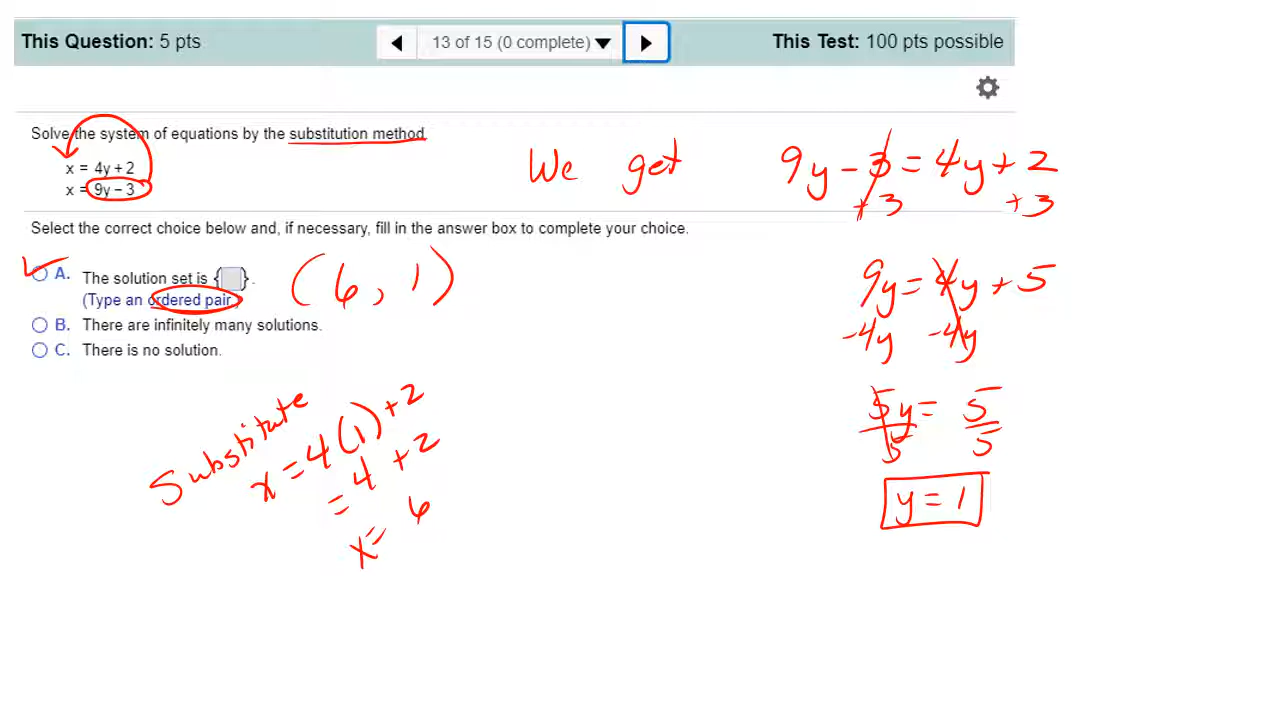 This Question: 5 pts
13 of 15 (0 complete)
This Test: 100 pts possible
Solve the system of equations by the substitution method.
x = 4y + 2
x = 9y − 3
We get 9y − 3 = 4y + 2
+3 +3
Select the correct choice below and, if necessary, fill in the answer box to complete your choice.
A. The solution set is { }.
(Type an ordered pair.)
(6, 1)
B. There are infinitely many solutions.
C. There is no solution.
9y = 4y + 5
-4y -4y
5y = 5
5 5
y = 1
Substitute
x = 4(1) + 2
= 4 + 2
x = 6